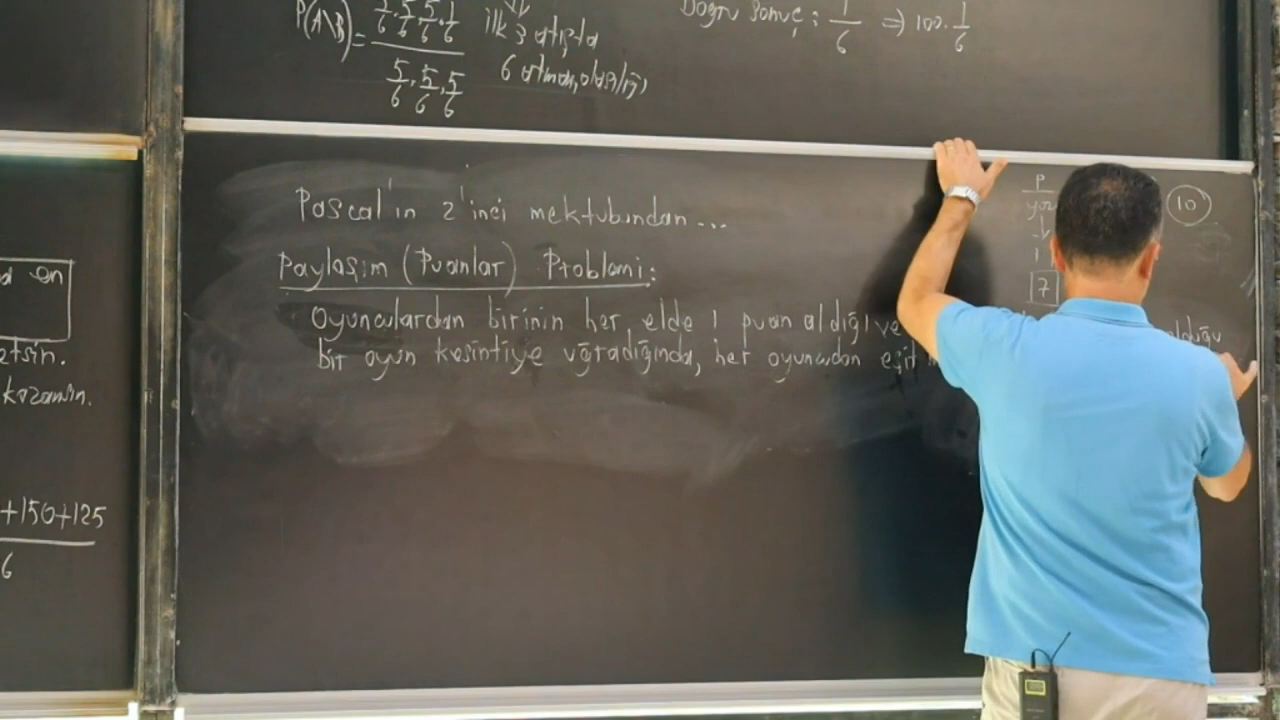 P(A\B)= 1/6 · 5/6 · 5/6 · 1/6 ilk 3 atışta
5/6 · 5/6 · 5/6 6 atmama olasılığı
Doğru Sonuç: 1/6 ⇒ 100 · 1/6
Pascal'ın 2'inci mektubundan...
Paylaşım (Puanlar) Problemi:
Oyunculardan birinin her elde 1 puan aldığı ve
bir oyun kesintiye uğradığında, her oyuncudan eşit
P
7
10
en
etsin.
kazansın.
+150+125
6